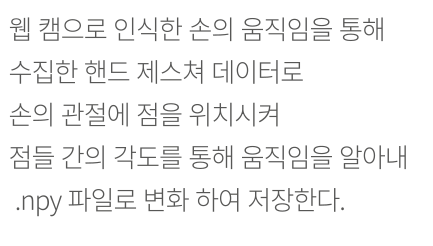 웹 캠으로 인식한 손의 움직임을 통해
수집한 핸드 제스쳐 데이터로
손의 관절에 점을 위치시켜
점들 간의 각도를 통해 움직임을 알아내
.npy 파일로 변화 하여 저장한다.